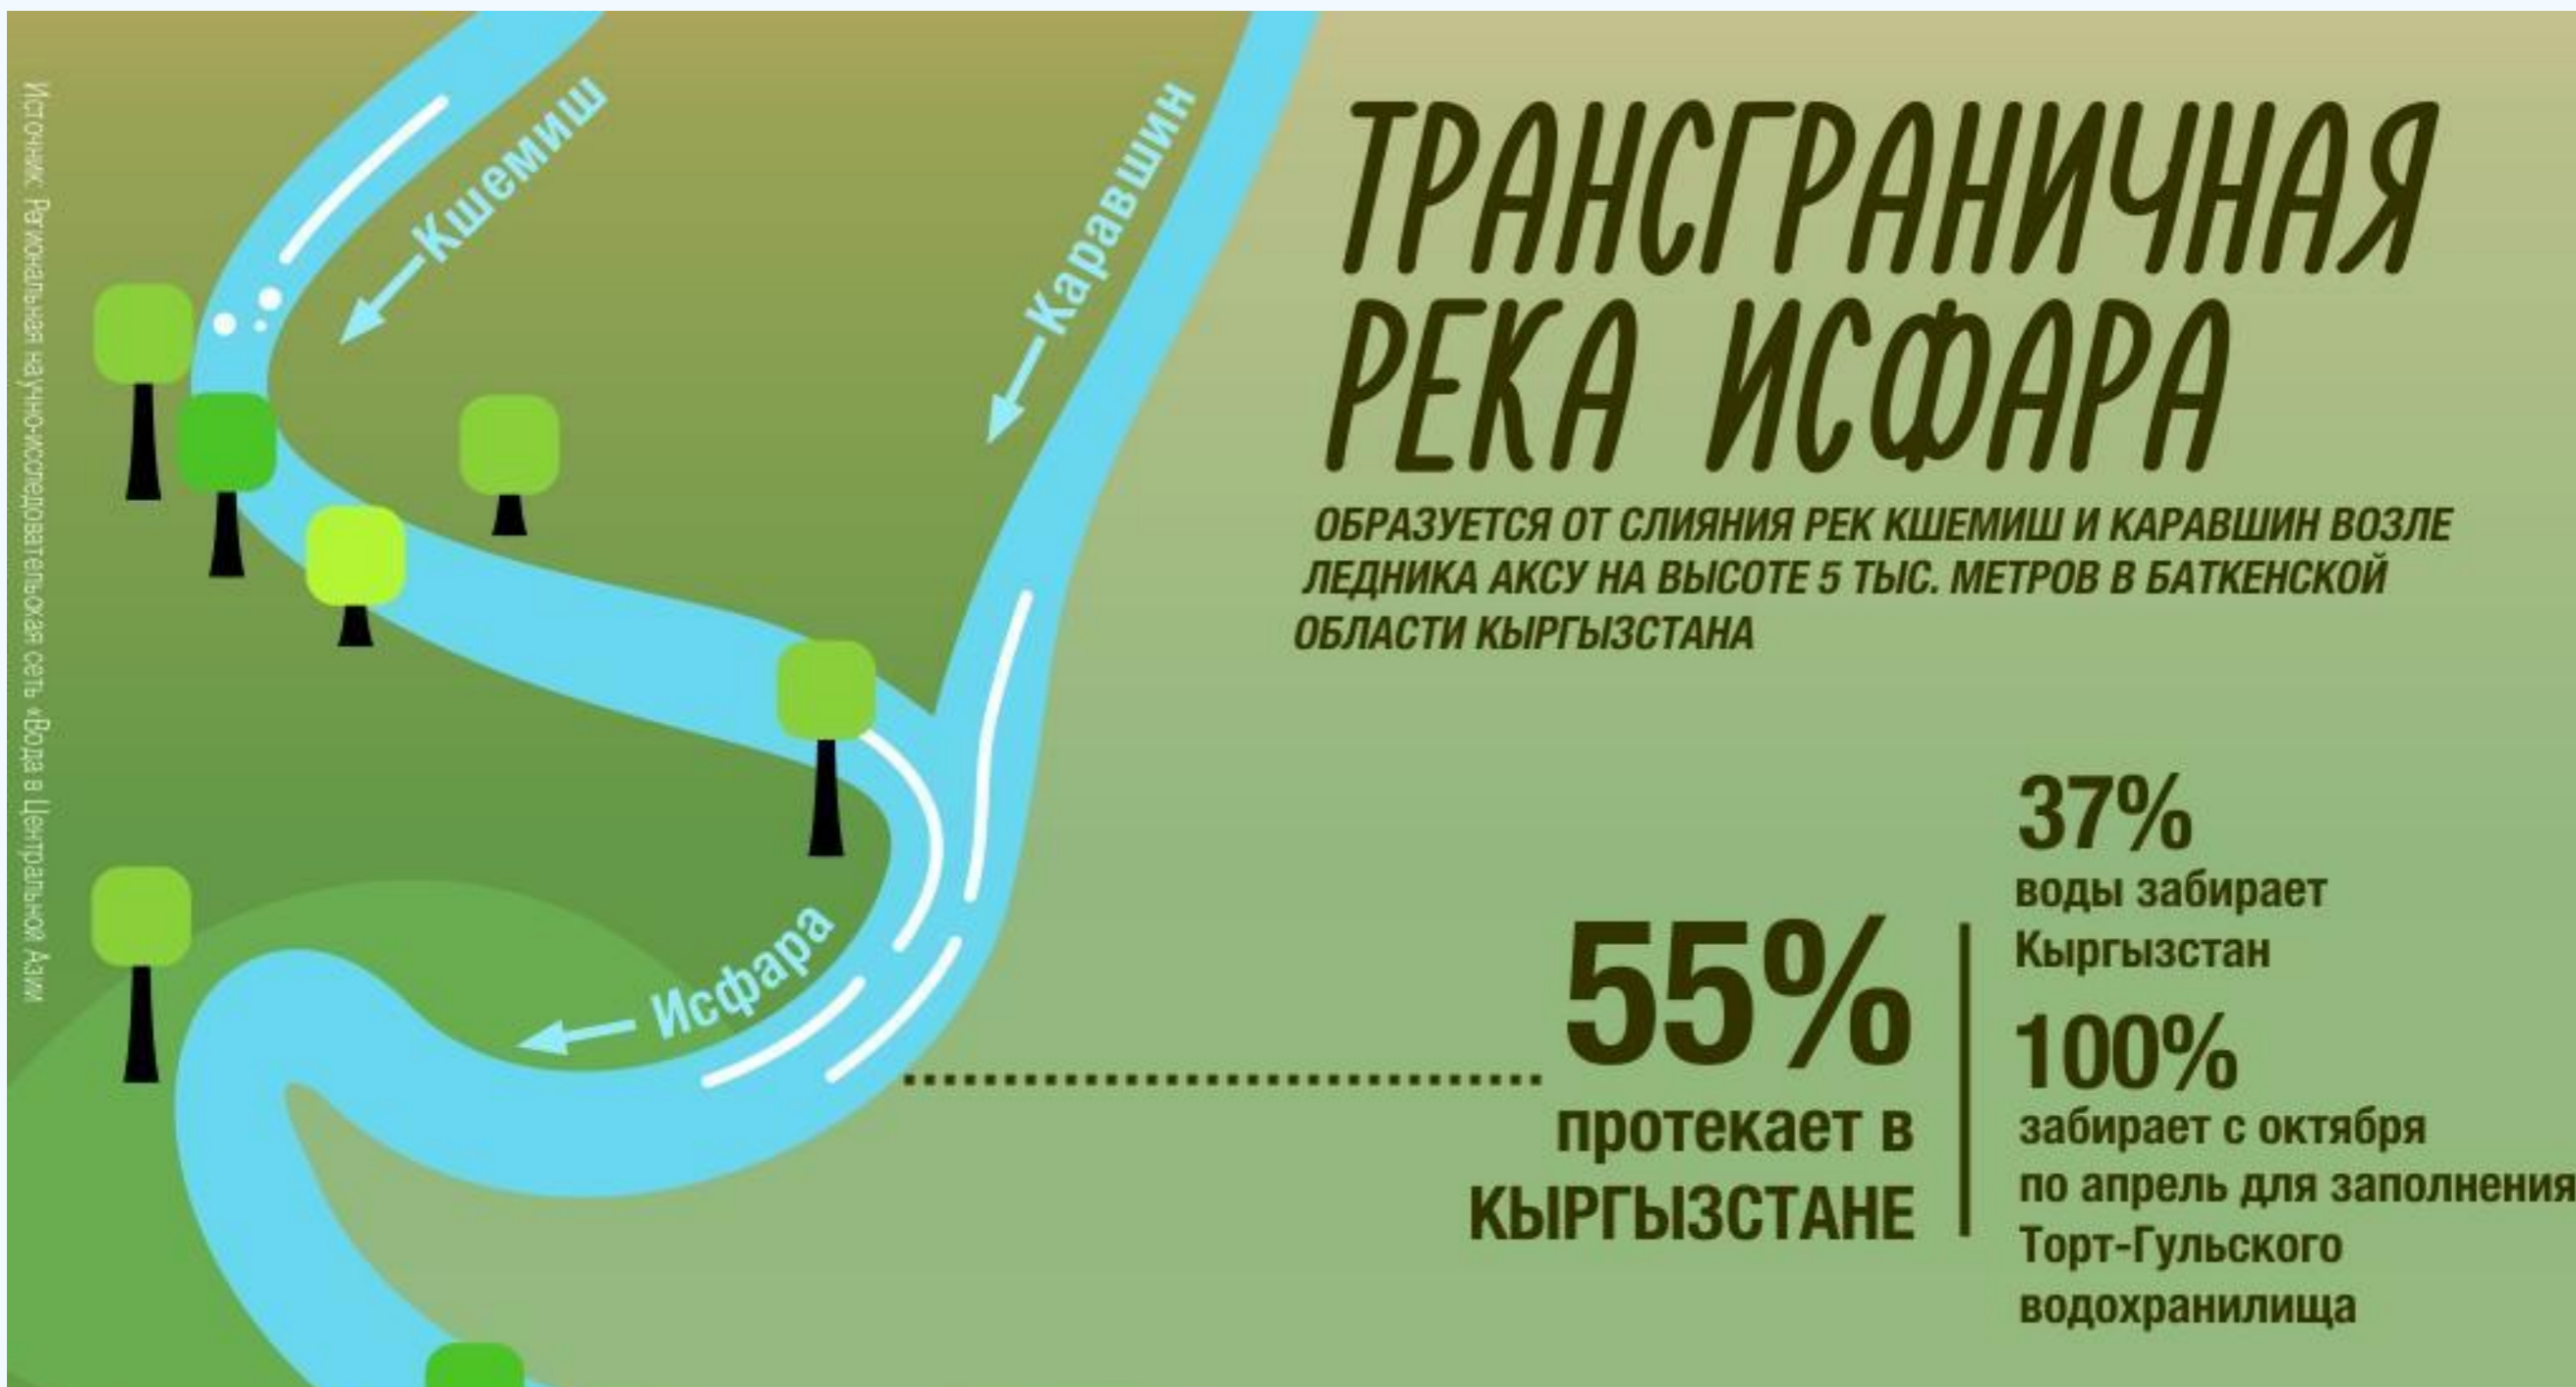 Источник: Региональная научно-исследовательская сеть «Вода в Центральной Азии
Кшемиш
Каравшин
ТРАНСГРАНИЧНАЯ
РЕКА ИСФАРА
ОБРАЗУЕТСЯ ОТ СЛИЯНИЯ РЕК КШЕМИШ И КАРАВШИН ВОЗЛЕ
ЛЕДНИКА АКСУ НА ВЫСОТЕ 5 ТЫС. МЕТРОВ В БАТКЕНСКОЙ
ОБЛАСТИ КЫРГЫЗСТАНА
Исфара
55%
протекает в
КЫРГЫЗСТАНЕ
37%
воды забирает
Кыргызстан
100%
забирает с октября
по апрель для заполнения
Торт-Гульского
водохранилища